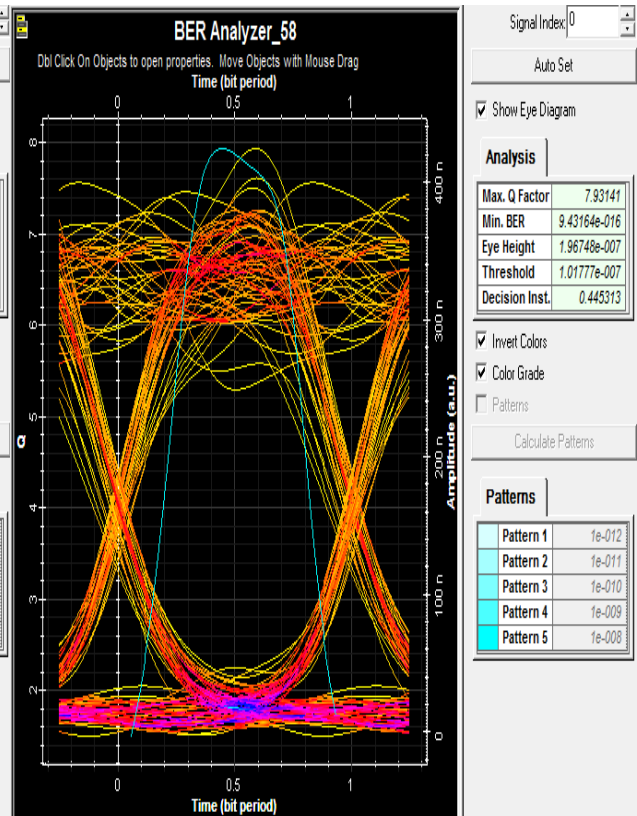 BER Analyzer_58
Dbl Click On Objects to open properties. Move Objects with Mouse Drag
Time (bit period)
0 0.5 1
8
7
6
5
4
3
2
Q
400 n
300 n
200 n
100 n
0
Amplitude (a.u.)
0 0.5 1
Time (bit period)
Signal Index: 0
Auto Set
Show Eye Diagram
Analysis
Max. Q Factor 7.93141
Min. BER 9.43164e-016
Eye Height 1.96748e-007
Threshold 1.01777e-007
Decision Inst. 0.445313
Invert Colors
Color Grade
Patterns
Calculate Patterns
Patterns
Pattern 1 1e-012
Pattern 2 1e-011
Pattern 3 1e-010
Pattern 4 1e-009
Pattern 5 1e-008